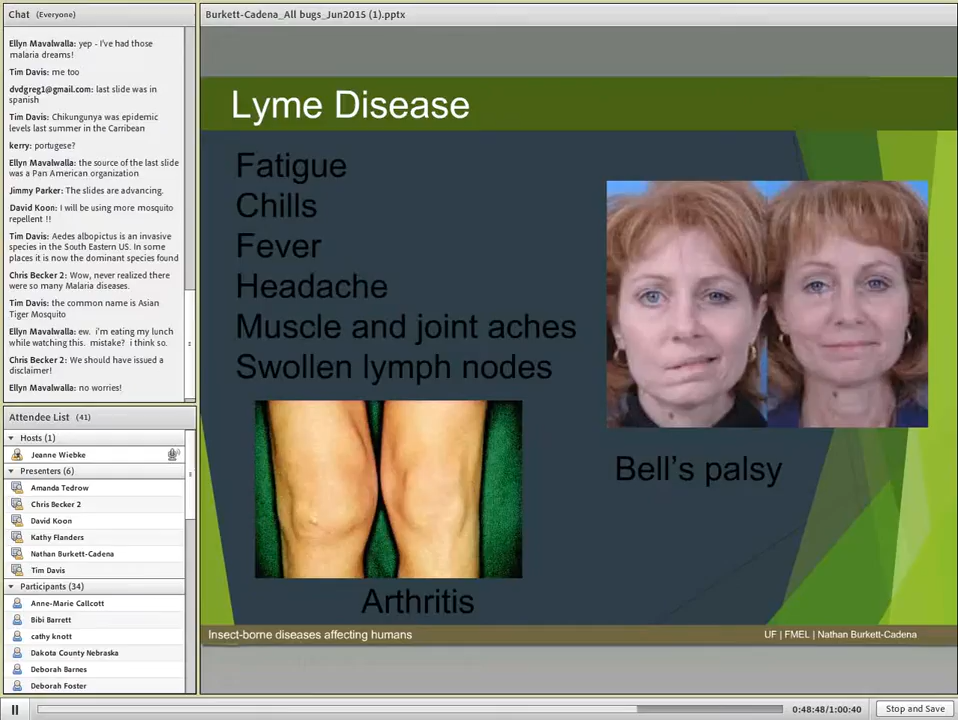 Chat (Everyone)
Ellyn Mavalwalla: yep - I've had those
malaria dreams!
Tim Davis: me too
dvdgreg1@gmail.com: last slide was in
spanish
Tim Davis: Chikungunya was epidemic
levels last summer in the Carribean
kerry: portugese?
Ellyn Mavalwalla: the source of the last slide
was a Pan American organization
Jimmy Parker: The slides are advancing.
David Koon: I will be using more mosquito
repellent !!
Tim Davis: Aedes albopictus is an invasive
species in the South Eastern US. In some
places it is now the dominant species found
Chris Becker 2: Wow, never realized there
were so many Malaria diseases.
Tim Davis: the common name is Asian
Tiger Mosquito
Ellyn Mavalwalla: ew.  i'm eating my lunch
while watching this.  mistake?  i think so.
Chris Becker 2: We should have issued a
disclaimer!
Ellyn Mavalwalla: no worries!
Attendee List (41)
Hosts (1)
Jeanne Wiebke
Presenters (6)
Amanda Tedrow
Chris Becker 2
David Koon
Kathy Flanders
Nathan Burkett-Cadena
Tim Davis
Participants (34)
Anne-Marie Callcott
Bibi Barrett
cathy knott
Dakota County Nebraska
Deborah Barnes
Deborah Foster
Burkett-Cadena_All bugs_Jun2015 (1).pptx
Lyme Disease
Fatigue
Chills
Fever
Headache
Muscle and joint aches
Swollen lymph nodes
Bell's palsy
Arthritis
Insect-borne diseases affecting humans
UF | FMEL | Nathan Burkett-Cadena
0:48:48/1:00:40
Stop and Save